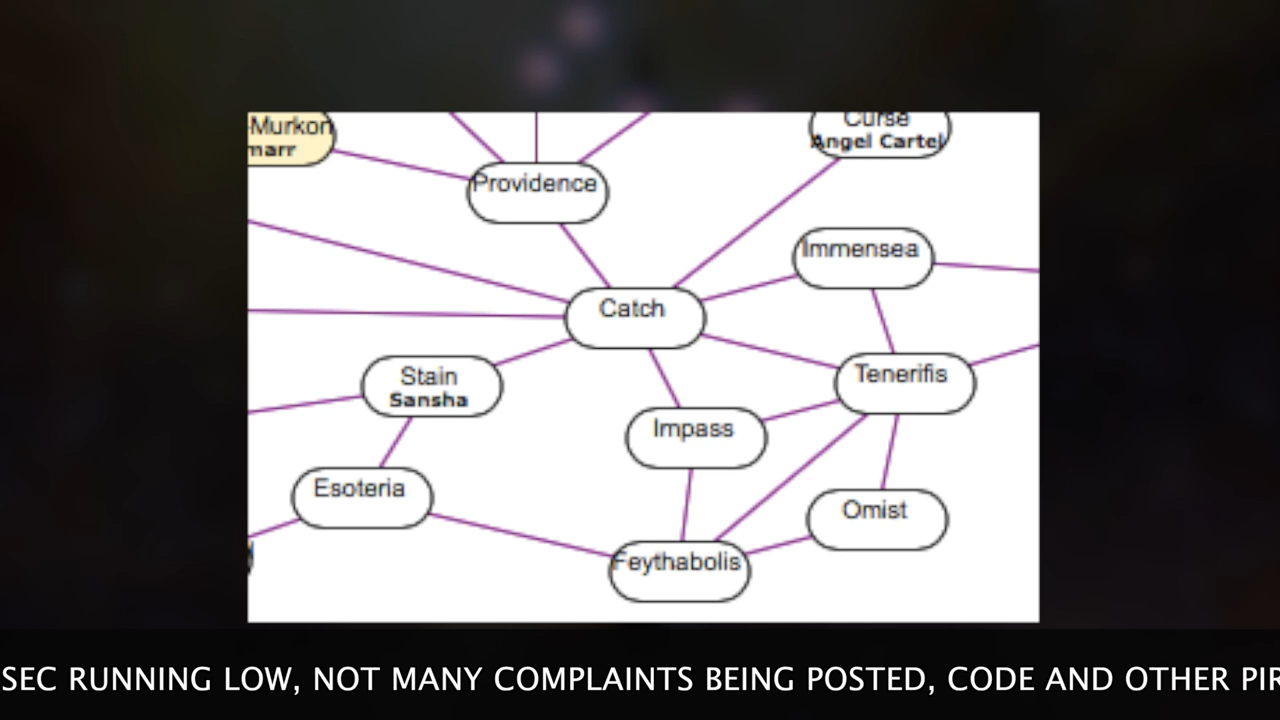 -Murkon
marr
Curse
Angel Cartel
Providence
Immensea
Catch
Stain
Sansha
Tenerifis
Impass
Esoteria
Omist
Feythabolis
SEC RUNNING LOW, NOT MANY COMPLAINTS BEING POSTED, CODE AND OTHER PIR